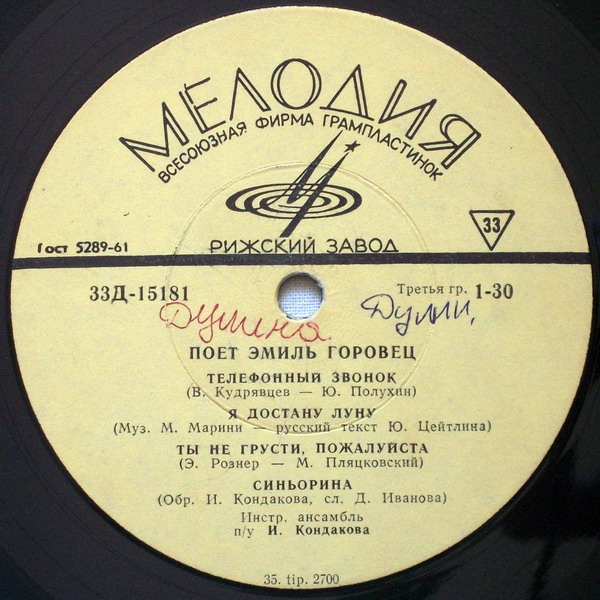 МЕЛОДИЯ
ВСЕСОЮЗНАЯ ФИРМА ГРАМПЛАСТИНОК
РИЖСКИЙ ЗАВОД
Гост 5289-61
33
33Д-15181
Третья гр. 1-30
ПОЕТ ЭМИЛЬ ГОРОВЕЦ
ТЕЛЕФОННЫЙ ЗВОНОК
(В. Кудрявцев — Ю. Полухин)
Я ДОСТАНУ ЛУНУ
(Муз. М. Марини — русский текст Ю. Цейтлина)
ТЫ НЕ ГРУСТИ, ПОЖАЛУЙСТА
(Э. Рознер — М. Пляцковский)
СИНЬОРИНА
(Обр. И. Кондакова, сл. Д. Иванова)
Инстр. ансамбль
п/у И. Кондакова
35. tip. 2700